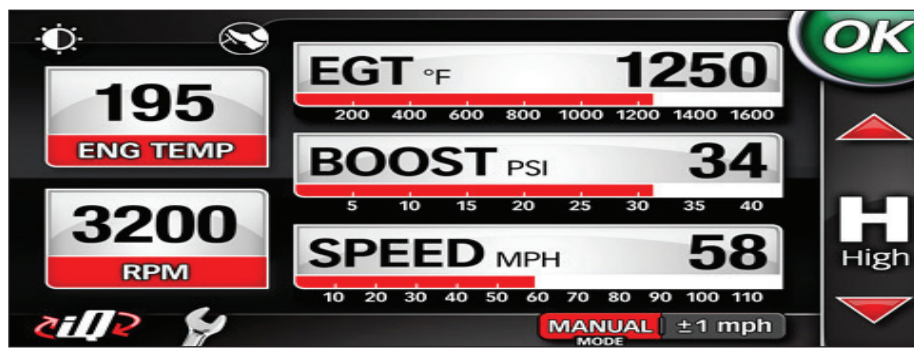 OK
195
ENG TEMP
3200
RPM
EGT °F 1250
200 400 600 800 1000 1200 1400 1600
BOOST PSI 34
5 10 15 20 25 30 35 40
SPEED MPH 58
10 20 30 40 50 60 70 80 90 100 110
H
High
iQ
MANUAL ±1 mph
MODE